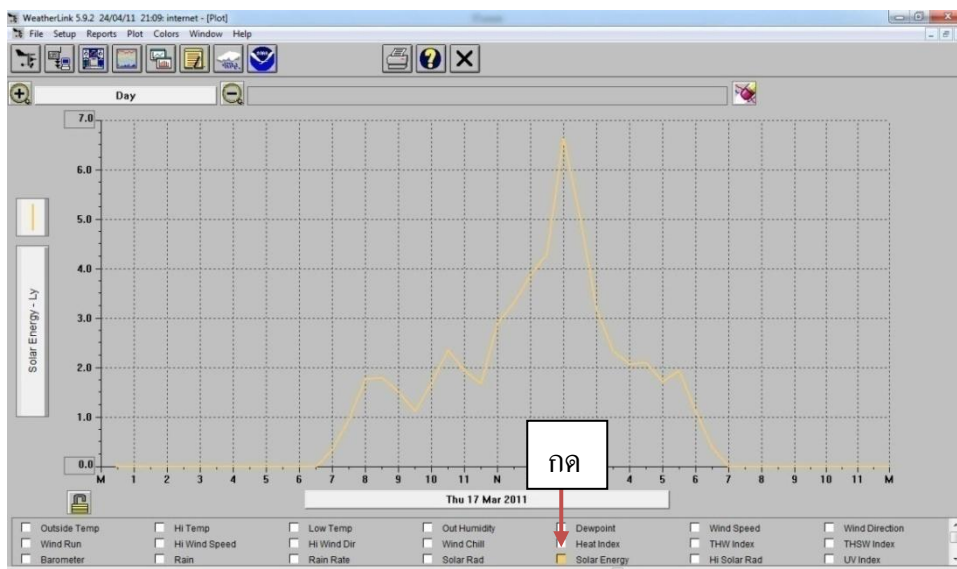 WeatherLink 5.9.2 24/04/11 21:09: internet - [Plot]
File Setup Reports Plot Colors Window Help
Day
7.0
6.0
5.0
4.0
3.0
2.0
1.0
0.0
Solar Energy - Ly
M 1 2 3 4 5 6 7 8 9 10 11 N 4 5 6 7 8 9 10 11 M
กด
Thu 17 Mar 2011
Outside Temp Hi Temp Low Temp Out Humidity Dewpoint Wind Speed Wind Direction
Wind Run Hi Wind Speed Hi Wind Dir Wind Chill Heat Index THW Index THSW Index
Barometer Rain Rain Rate Solar Rad Solar Energy Hi Solar Rad UV Index